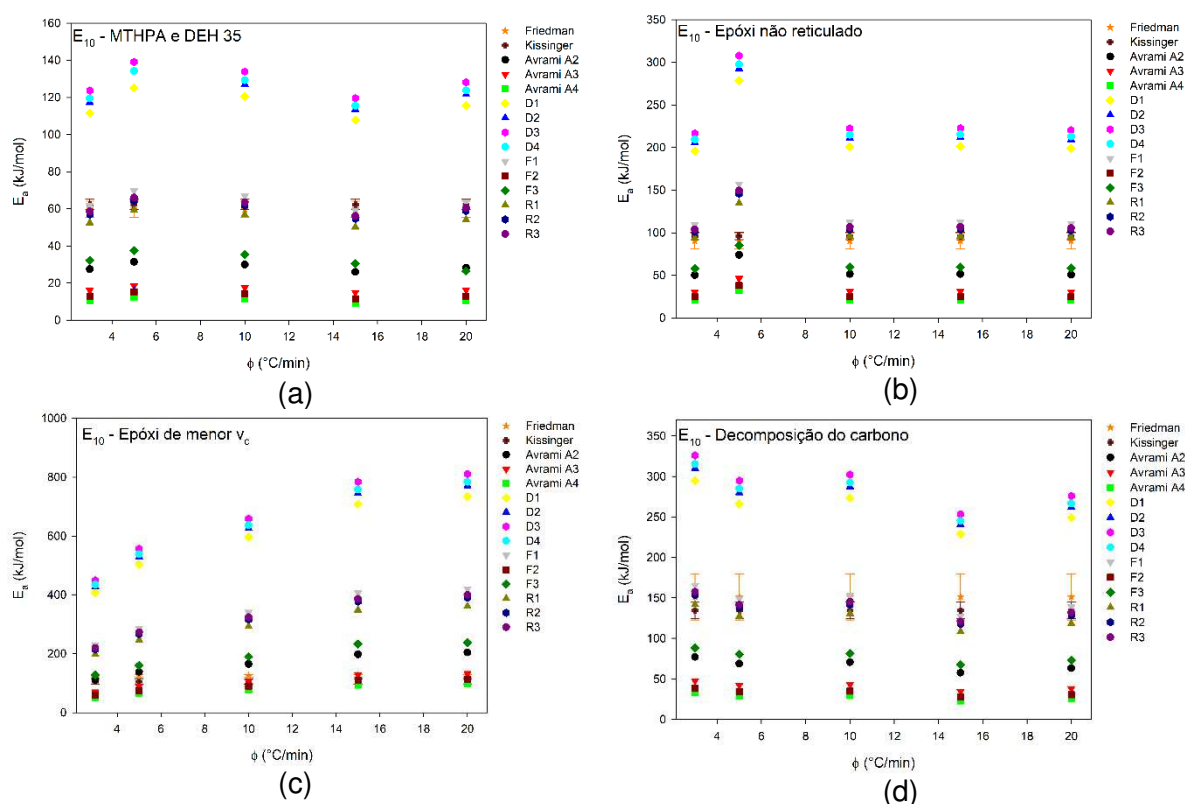 E10 - MTHPA e DEH 35
160
140
120
100
80
60
40
20
0
Ea (kJ/mol)
4 6 8 10 12 14 16 18 20
ϕ (°C/min)
Friedman
Kissinger
Avrami A2
Avrami A3
Avrami A4
D1
D2
D3
D4
F1
F2
F3
R1
R2
R3
(a)
E10 - Epóxi não reticulado
350
300
250
200
150
100
50
0
Ea (kJ/mol)
4 6 8 10 12 14 16 18 20
ϕ (°C/min)
Friedman
Kissinger
Avrami A2
Avrami A3
Avrami A4
D1
D2
D3
D4
F1
F2
F3
R1
R2
R3
(b)
E10 - Epóxi de menor vc
1000
800
600
400
200
0
Ea (kJ/mol)
4 6 8 10 12 14 16 18 20
ϕ (°C/min)
Friedman
Kissinger
Avrami A2
Avrami A3
Avrami A4
D1
D2
D3
D4
F1
F2
F3
R1
R2
R3
(c)
E10 - Decomposição do carbono
350
300
250
200
150
100
50
0
Ea (kJ/mol)
4 6 8 10 12 14 16 18 20
ϕ (°C/min)
Friedman
Kissinger
Avrami A2
Avrami A3
Avrami A4
D1
D2
D3
D4
F1
F2
F3
R1
R2
R3
(d)